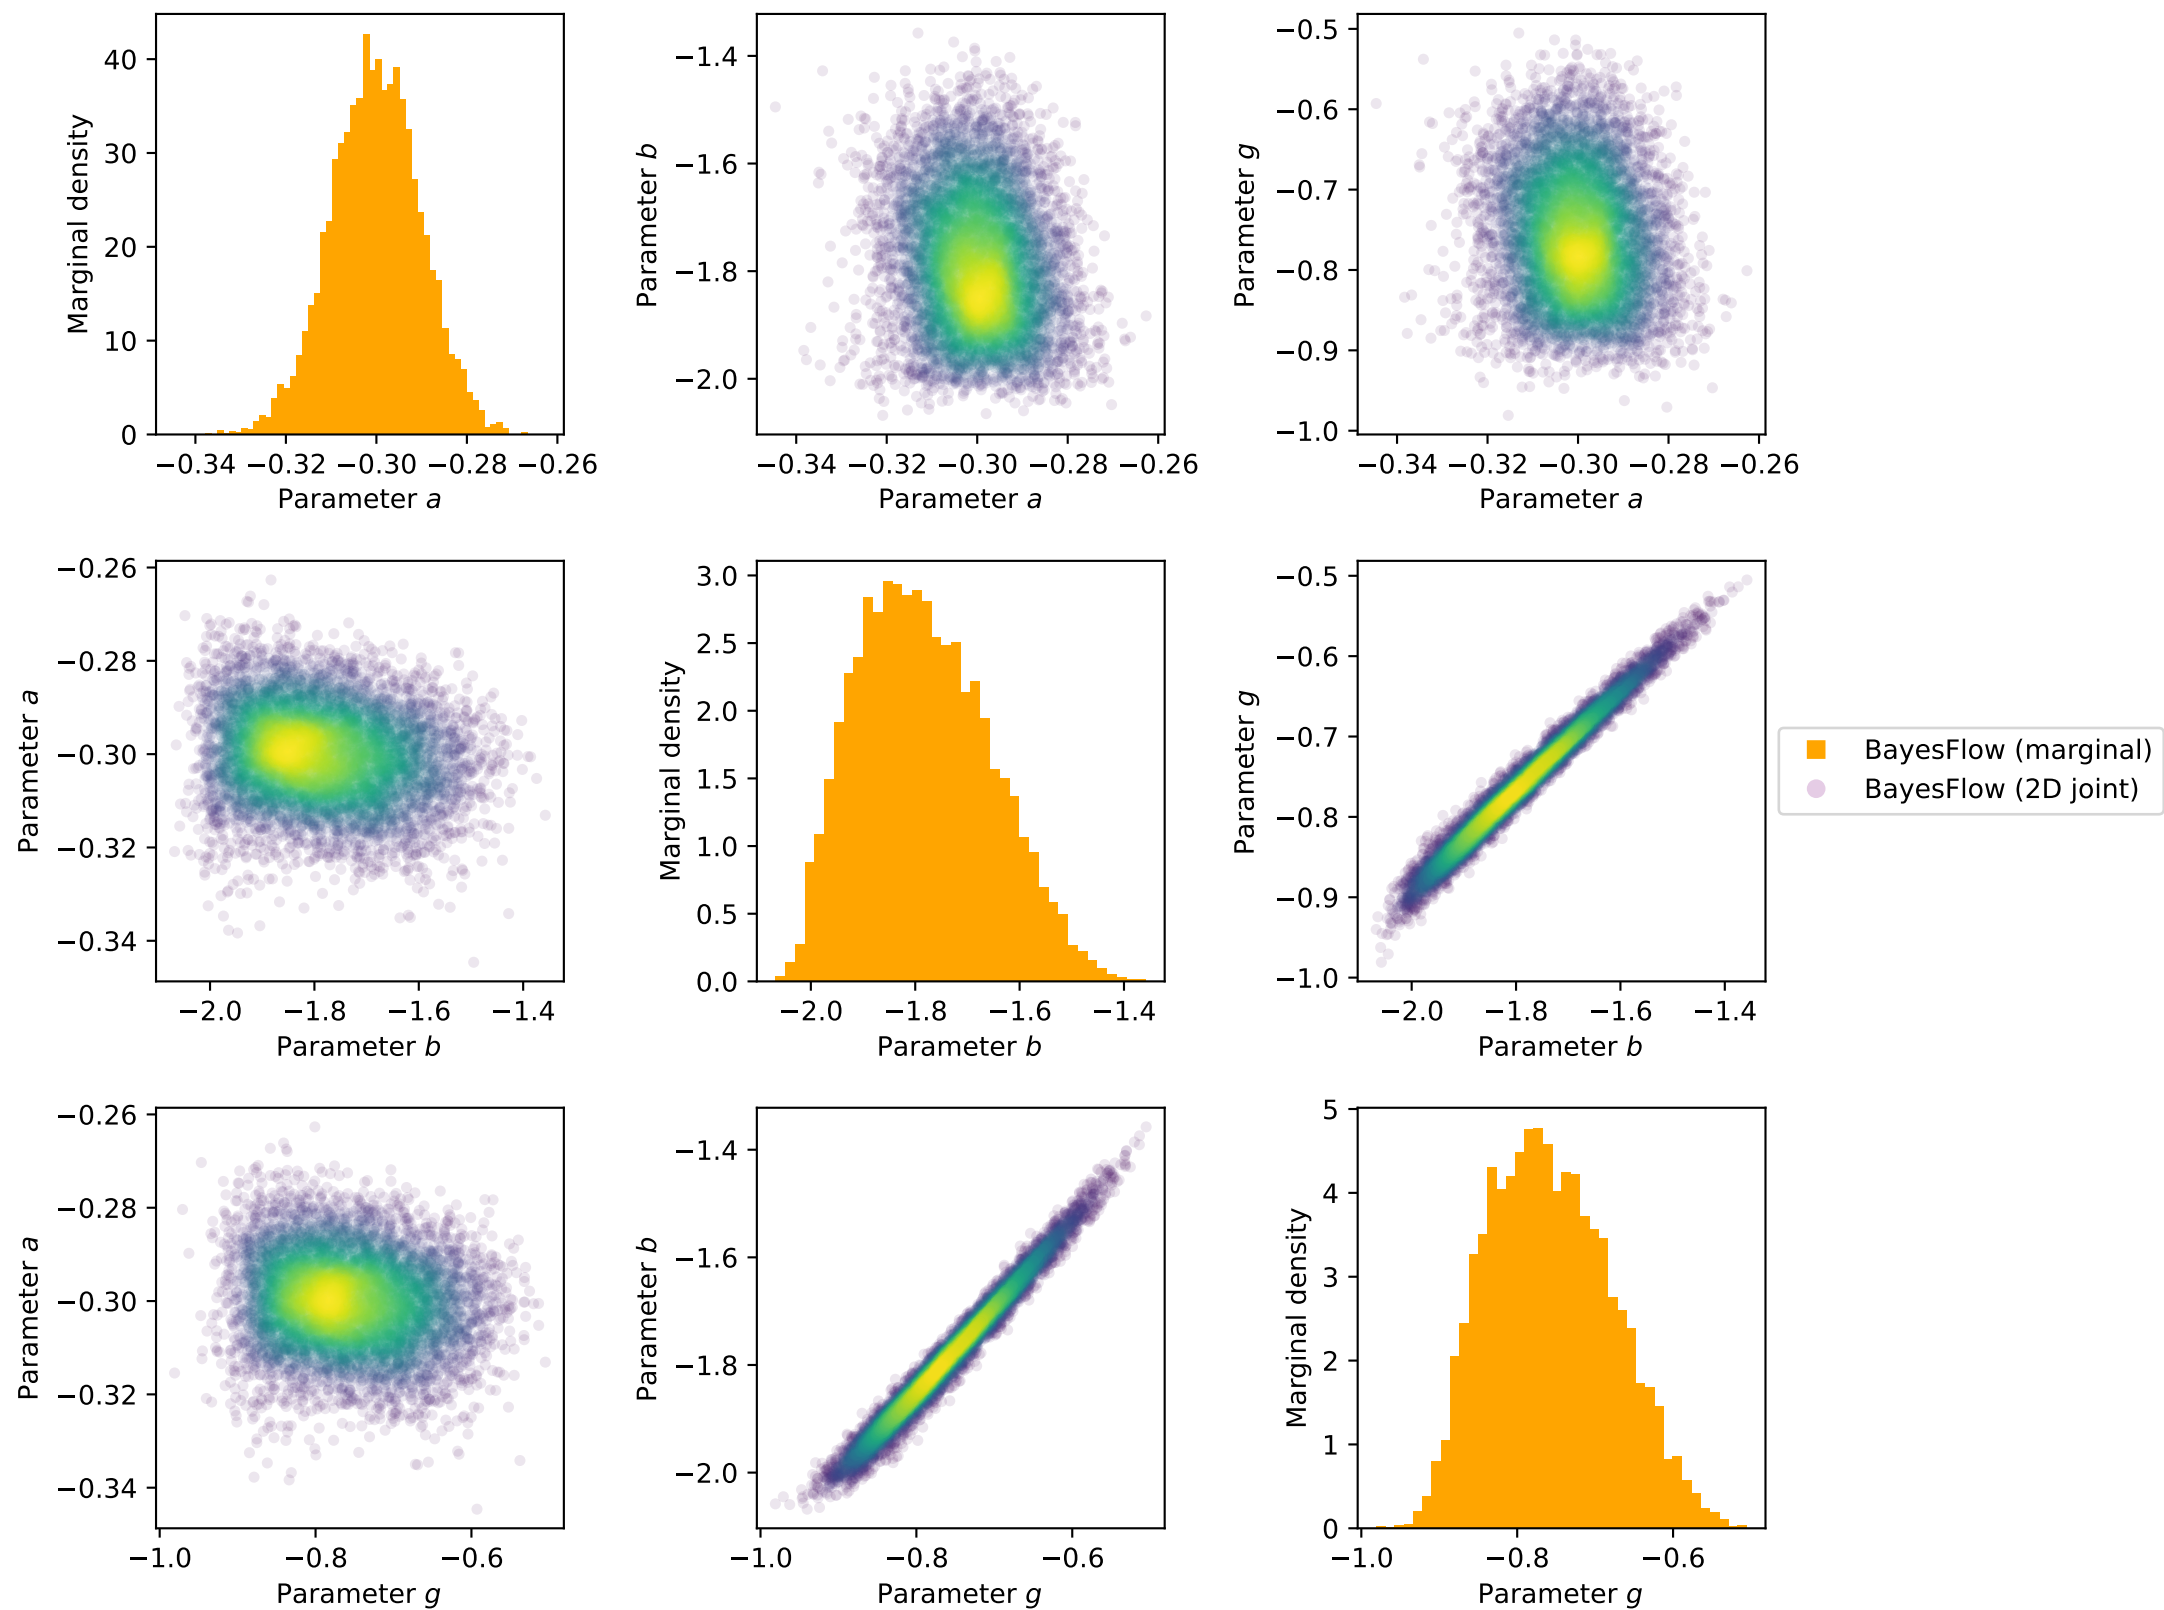 40
30
20
10
0
Marginal density
−0.34 −0.32 −0.30 −0.28 −0.26
Parameter a
−1.4
−1.6
−1.8
−2.0
Parameter b
−0.34 −0.32 −0.30 −0.28 −0.26
Parameter a
−0.5
−0.6
−0.7
−0.8
−0.9
−1.0
Parameter g
−0.34 −0.32 −0.30 −0.28 −0.26
Parameter a
−0.26
−0.28
−0.30
−0.32
−0.34
Parameter a
−2.0 −1.8 −1.6 −1.4
Parameter b
3.0
2.5
2.0
1.5
1.0
0.5
0.0
Marginal density
−2.0 −1.8 −1.6 −1.4
Parameter b
−0.5
−0.6
−0.7
−0.8
−0.9
−1.0
Parameter g
−2.0 −1.8 −1.6 −1.4
Parameter b
BayesFlow (marginal)
BayesFlow (2D joint)
−0.26
−0.28
−0.30
−0.32
−0.34
Parameter a
−1.0 −0.8 −0.6
Parameter g
−1.4
−1.6
−1.8
−2.0
Parameter b
−1.0 −0.8 −0.6
Parameter g
5
4
3
2
1
0
Marginal density
−1.0 −0.8 −0.6
Parameter g